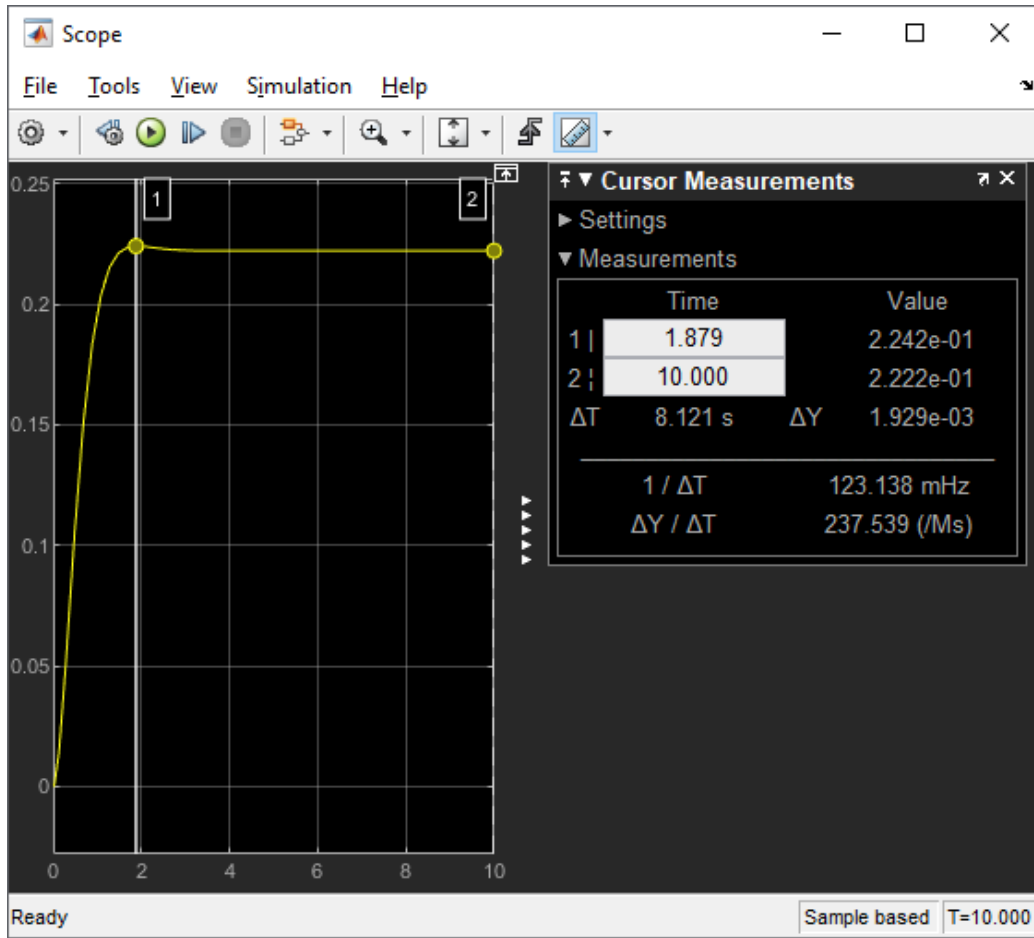 Scope
File Tools View Simulation Help
0.25
0.2
0.15
0.1
0.05
0
0 2 4 6 8 10
1
2
Cursor Measurements
Settings
Measurements
Time Value
1 | 1.879 2.242e-01
2 ¦ 10.000 2.222e-01
ΔT 8.121 s ΔY 1.929e-03
1 / ΔT 123.138 mHz
ΔY / ΔT 237.539 (/Ms)
Ready Sample based T=10.000